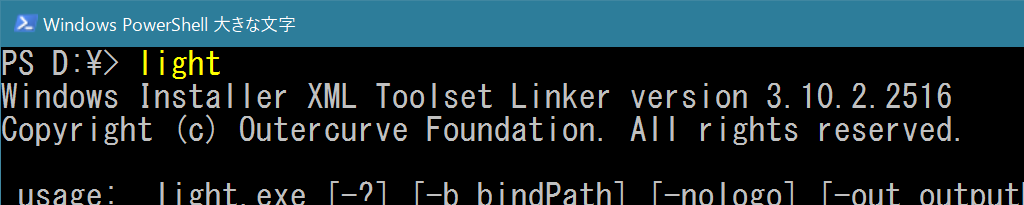 Windows PowerShell 大きな文字
PS D:¥> light
Windows Installer XML Toolset Linker version 3.10.2.2516
Copyright (c) Outercurve Foundation. All rights reserved.
usage:  light.exe [-?] [-b bindPath] [-nologo] [-out